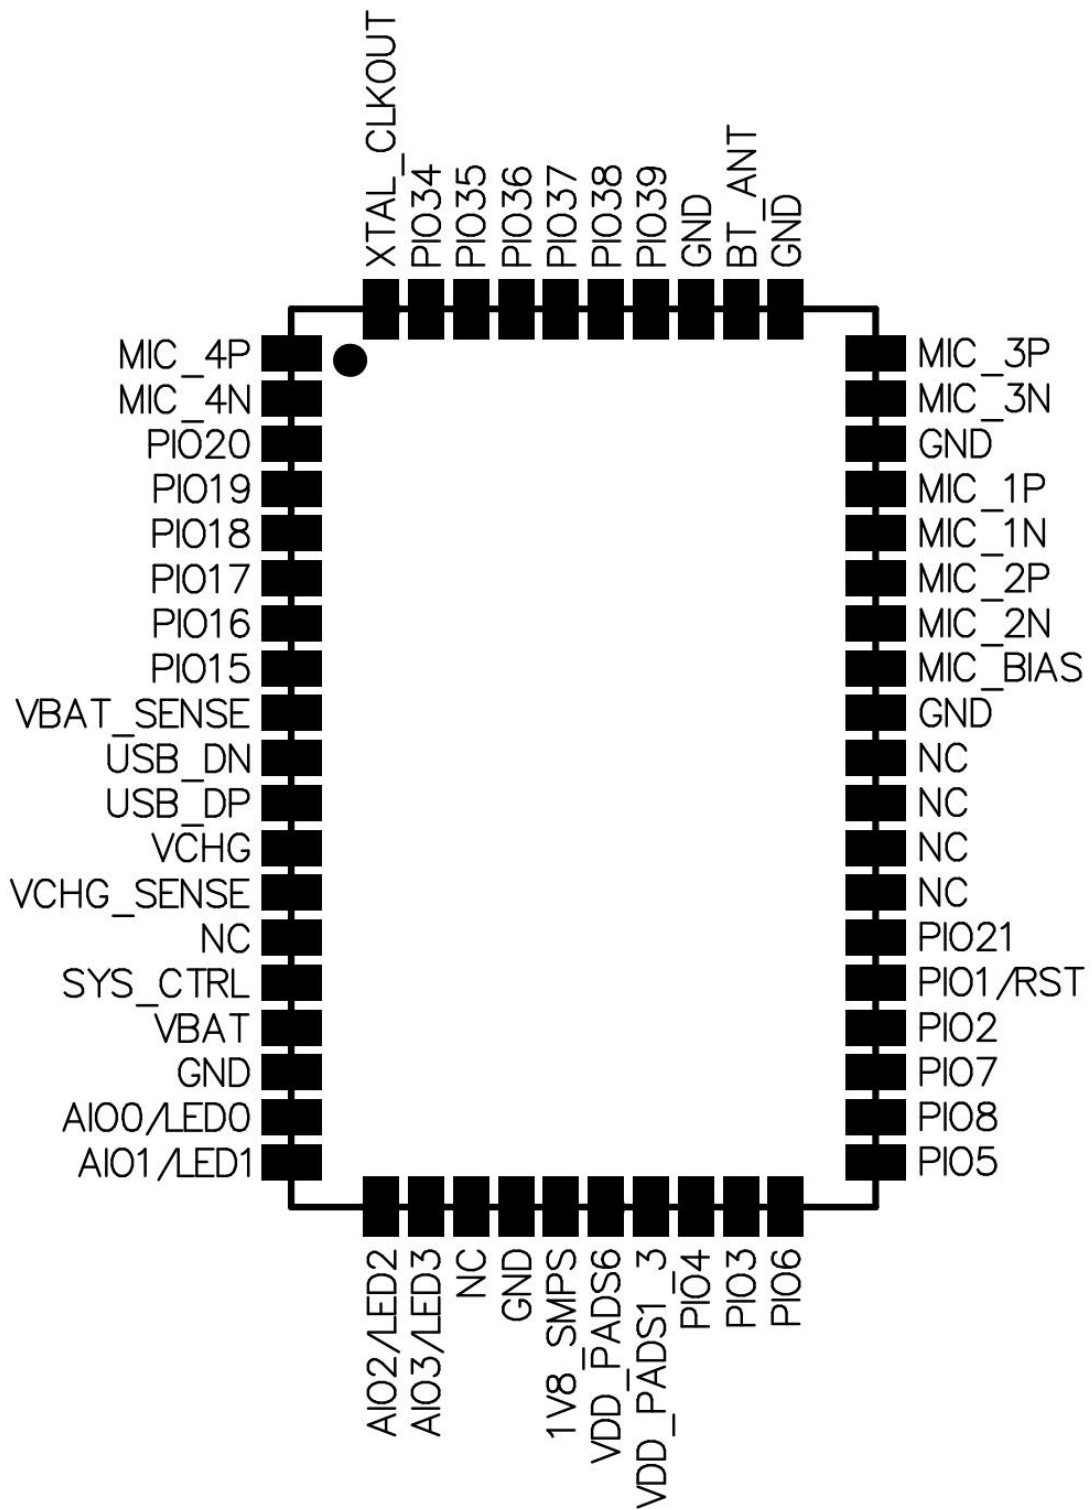 XTAL_CLKOUT
PIO34
PIO35
PIO36
PIO37
PIO38
PIO39
GND
BT_ANT
GND
MIC_4P
MIC_4N
PIO20
PIO19
PIO18
PIO17
PIO16
PIO15
VBAT_SENSE
USB_DN
USB_DP
VCHG
VCHG_SENSE
NC
SYS_CTRL
VBAT
GND
AIO0/LED0
AIO1/LED1
MIC_3P
MIC_3N
GND
MIC_1P
MIC_1N
MIC_2P
MIC_2N
MIC_BIAS
GND
NC
NC
NC
NC
PIO21
PIO1/RST
PIO2
PIO7
PIO8
PIO5
AIO2/LED2
AIO3/LED3
NC
GND
1V8_SMPS
VDD_PADS6
VDD_PADS1_3
PIO4
PIO3
PIO6